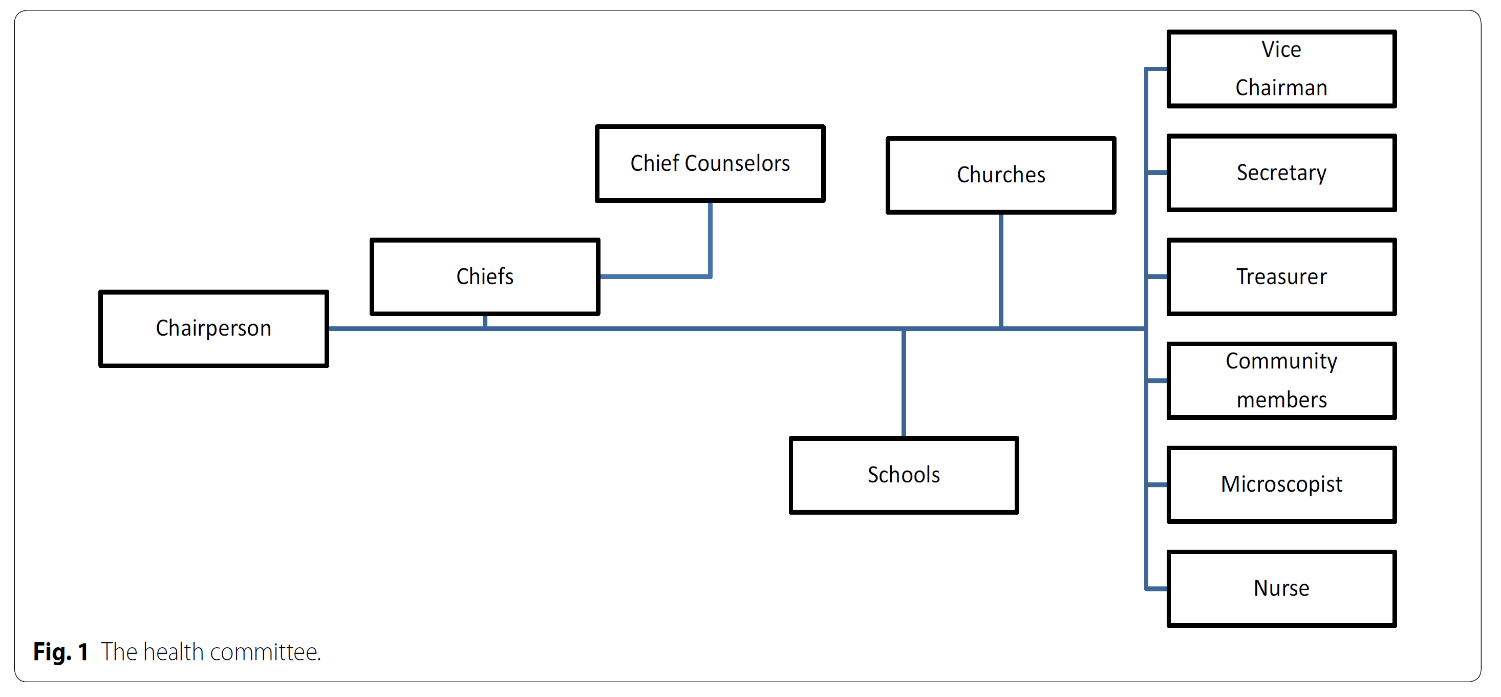 Vice
Chairman
Chief Counselors
Churches
Secretary
Chiefs
Treasurer
Chairperson
Community
members
Schools
Microscopist
Nurse
Fig. 1 The health committee.